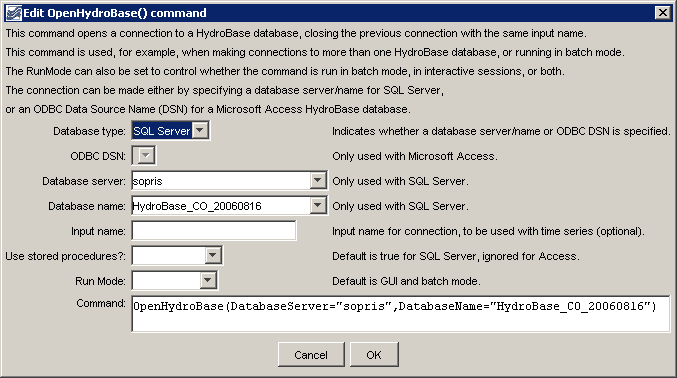 Edit OpenHydroBase() command
This command opens a connection to a HydroBase database, closing the previous connection with the same input name.
This command is used, for example, when making connections to more than one HydroBase database, or running in batch mode.
The RunMode can also be set to control whether the command is run in batch mode, in interactive sessions, or both.
The connection can be made either by specifying a database server/name for SQL Server,
or an ODBC Data Source Name (DSN) for a Microsoft Access HydroBase database.
Database type: SQL Server Indicates whether a database server/name or ODBC DSN is specified.
ODBC DSN: Only used with Microsoft Access.
Database server: sopris Only used with SQL Server.
Database name: HydroBase_CO_20060816 Only used with SQL Server.
Input name: Input name for connection, to be used with time series (optional).
Use stored procedures?: Default is true for SQL Server, ignored for Access.
Run Mode: Default is GUI and batch mode.
Command: OpenHydroBase(DatabaseServer="sopris",DatabaseName="HydroBase_CO_20060816")
Cancel OK